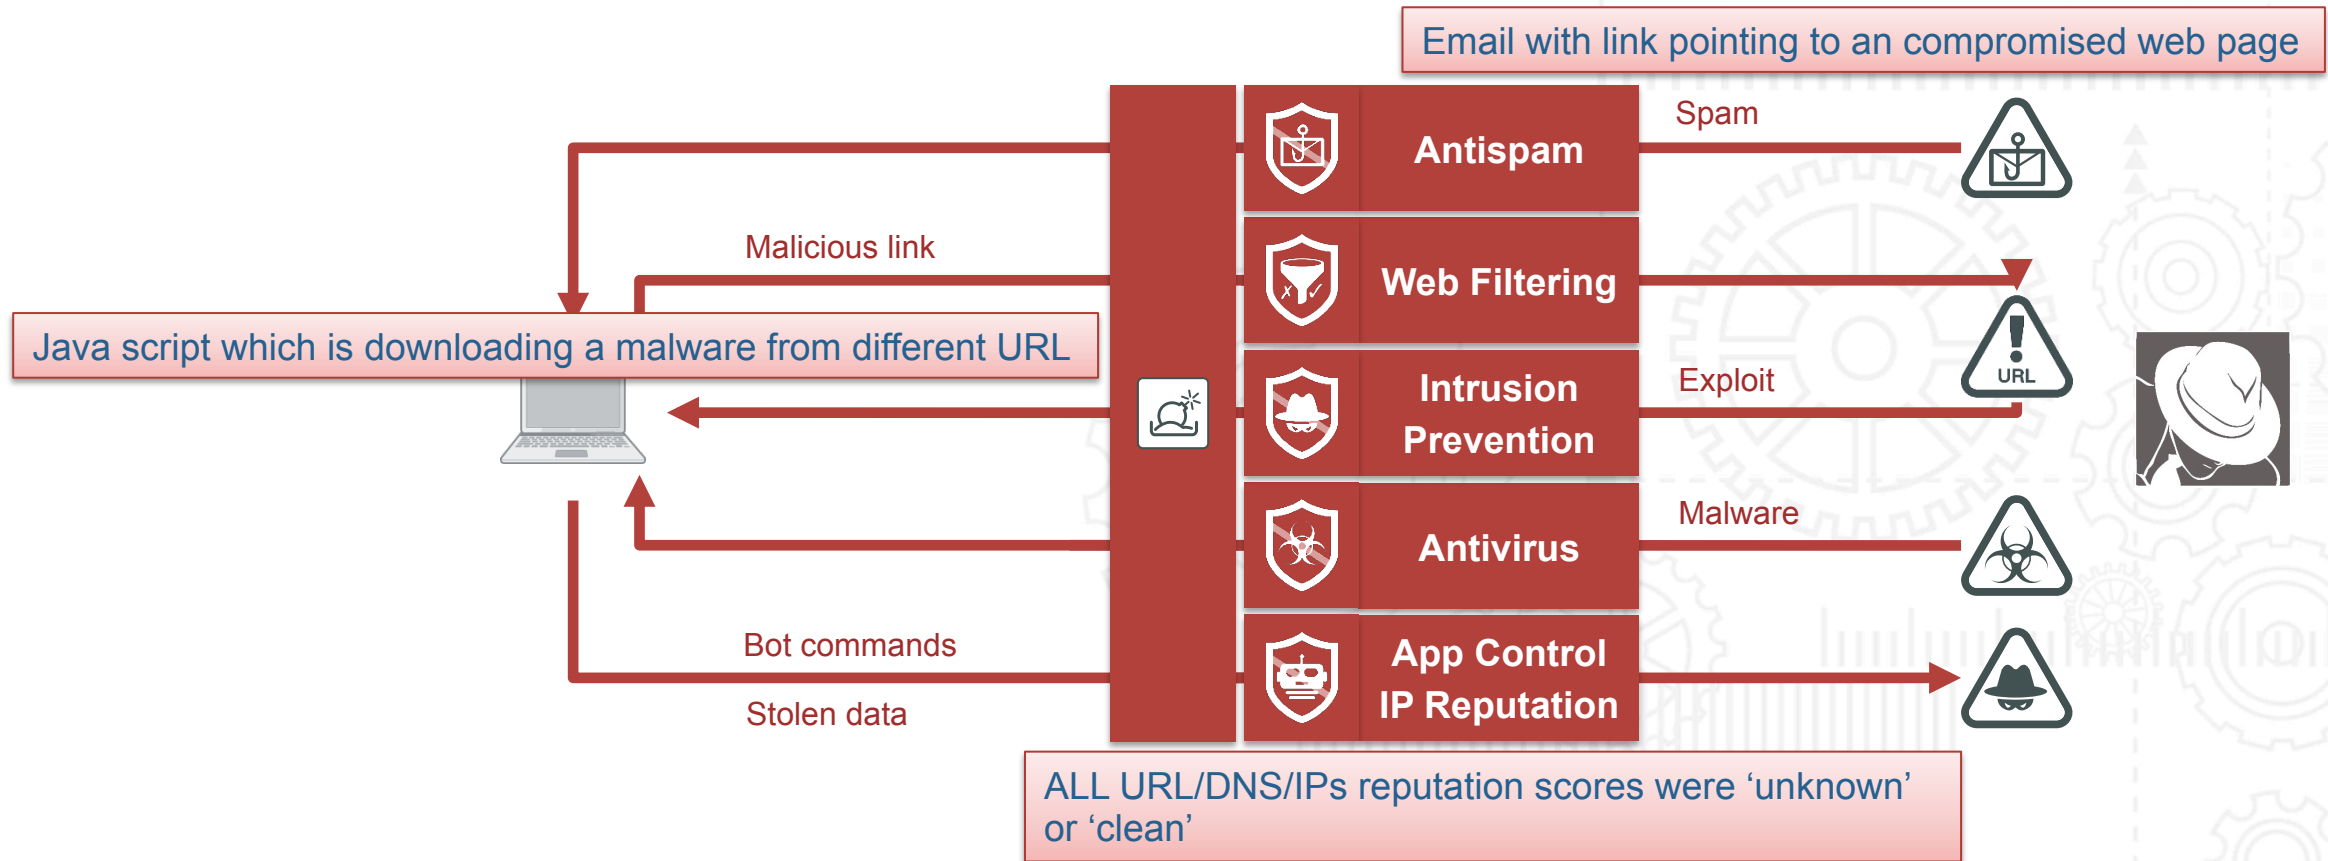 Email with link pointing to an compromised web page
Spam
Antispam
Malicious link
Web Filtering
Java script which is downloading a malware from different URL
URL
Intrusion
Prevention
Exploit
Malware
Antivirus
Bot commands
App Control
IP Reputation
Stolen data
ALL URL/DNS/IPs reputation scores were ‘unknown’
or ‘clean’